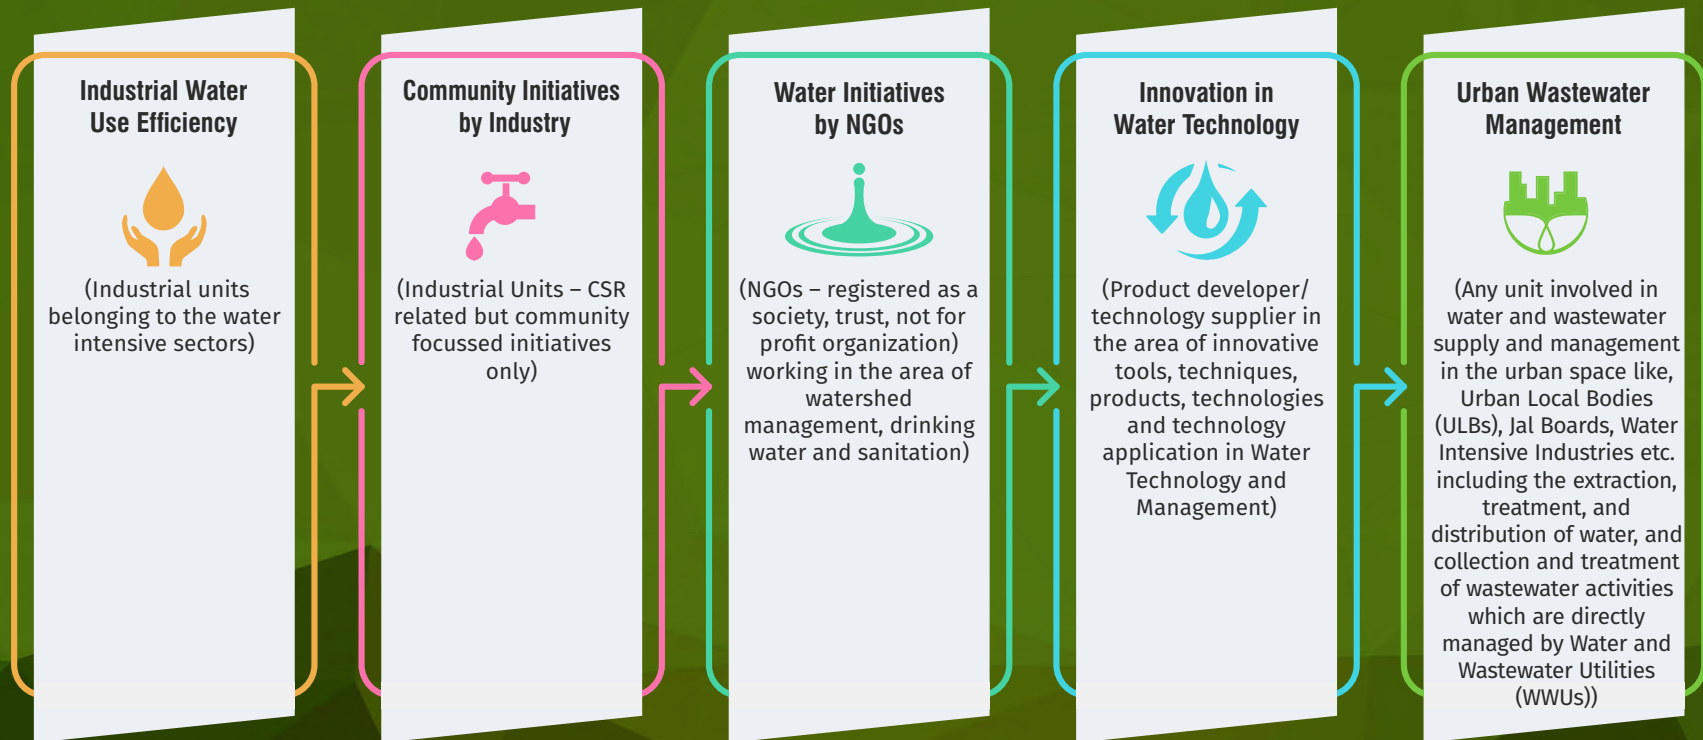 Industrial Water
Use Efficiency
(Industrial units
belonging to the water
intensive sectors)
Community Initiatives
by Industry
(Industrial Units – CSR
related but community
focussed initiatives
only)
Water Initiatives
by NGOs
(NGOs – registered as a
society, trust, not for
profit organization)
working in the area of
watershed
management, drinking
water and sanitation)
Innovation in
Water Technology
(Product developer/
technology supplier in
the area of innovative
tools, techniques,
products, technologies
and technology
application in Water
Technology and
Management)
Urban Wastewater
Management
(Any unit involved in
water and wastewater
supply and management
in the urban space like,
Urban Local Bodies
(ULBs), Jal Boards, Water
Intensive Industries etc.
including the extraction,
treatment, and
distribution of water, and
collection and treatment
of wastewater activities
which are directly
managed by Water and
Wastewater Utilities
(WWUs))